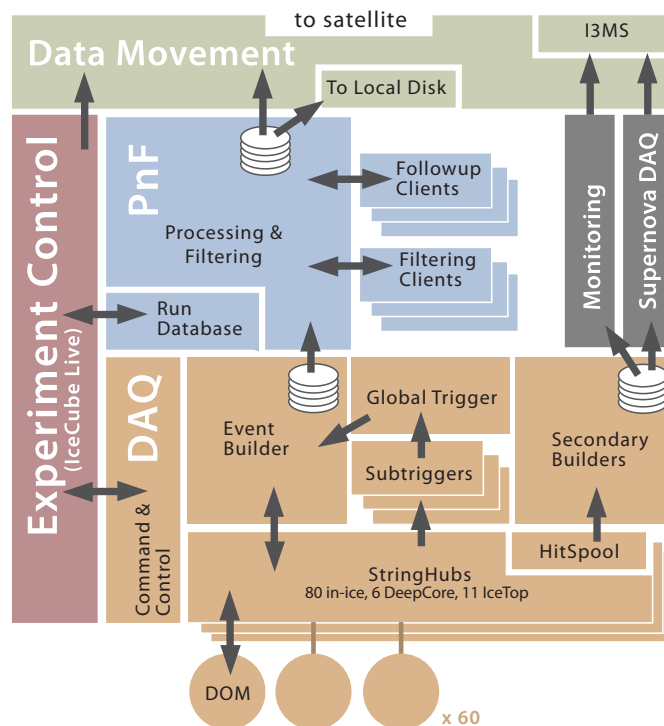 to satellite
I3MS
Data Movement
To Local Disk
Experiment Control
(IceCube Live)
PnF
Processing &
Filtering
Followup
Clients
Filtering
Clients
Run
Database
Monitoring
Supernova DAQ
DAQ
Command &
Control
Event
Builder
Global Trigger
Subtriggers
Secondary
Builders
HitSpool
StringHubs
80 in-ice, 6 DeepCore, 11 IceTop
DOM
x 60